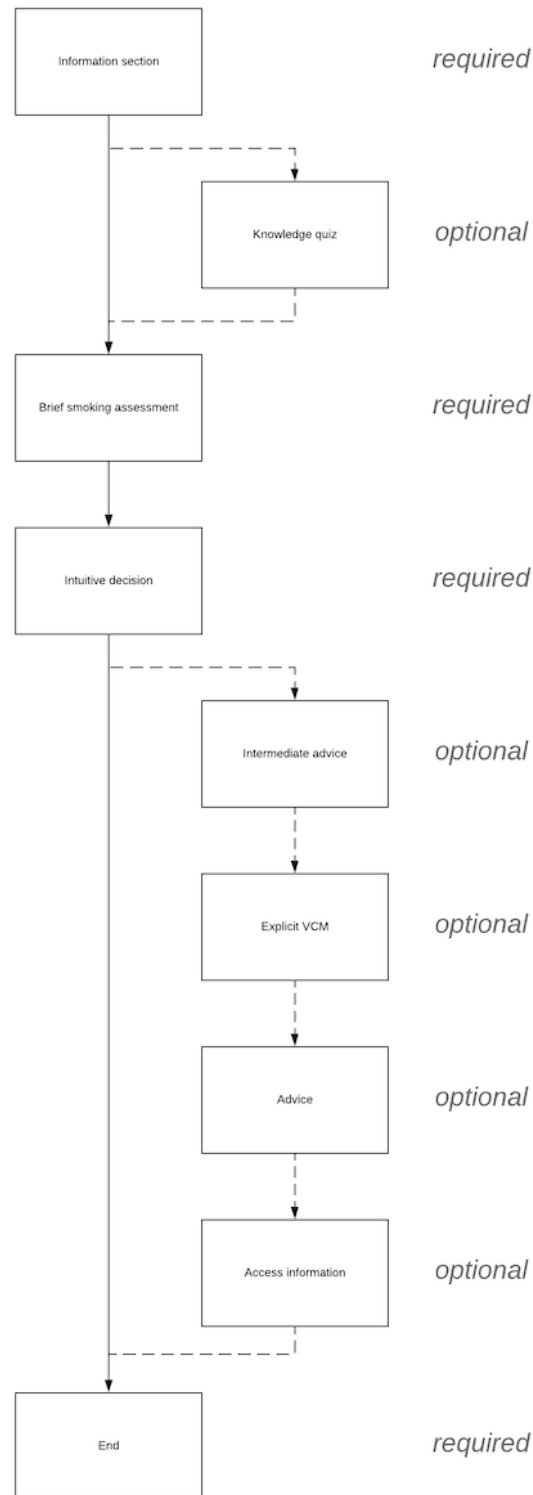 Information section
required
Knowledge quiz
optional
Brief smoking assessment
required
Intuitive decision
required
Intermediate advice
optional
Explicit VCM
optional
Advice
optional
Access information
optional
End
required